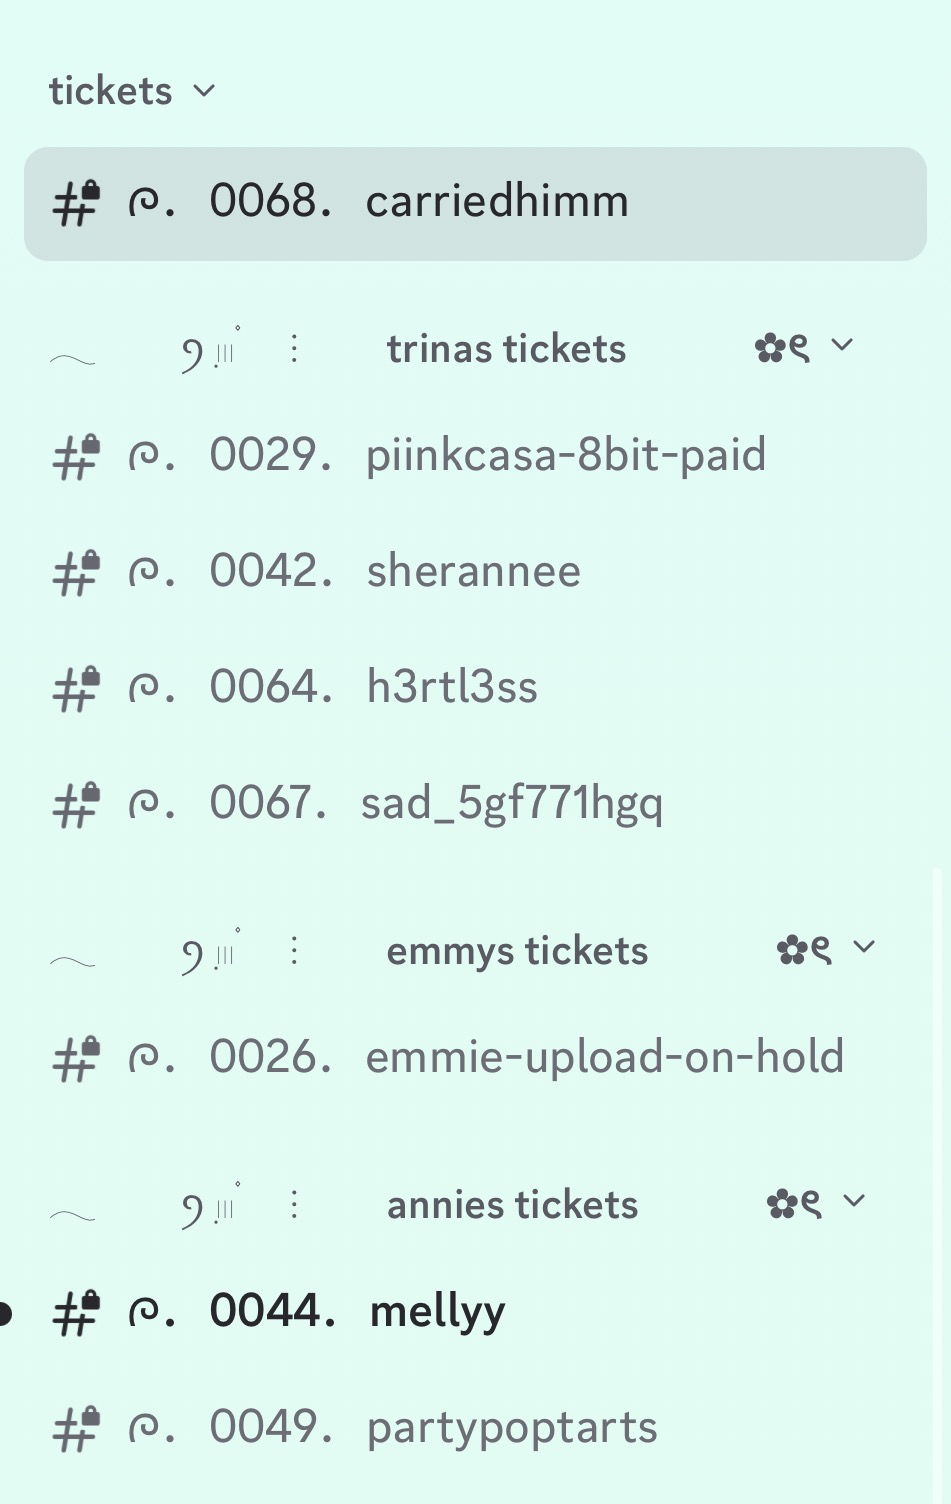 tickets
ᰔ. 0068. carriedhimm
trinas tickets ✿ৎ
0029. piinkcasa-8bit-paid
0042. sherannee
0064. h3rtl3ss
0067. sad_5gf771hgq
emmys tickets ✿ৎ
0026. emmie-upload-on-hold
annies tickets ✿ৎ
0044. mellyy
0049. partypoptarts